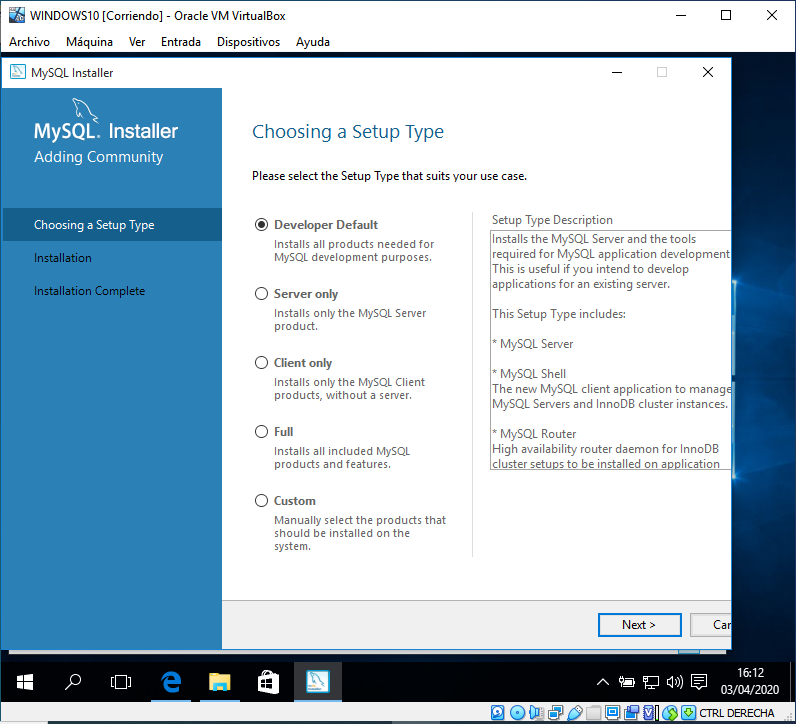 WINDOWS10 [Corriendo] - Oracle VM VirtualBox
Archivo Máquina Ver Entrada Dispositivos Ayuda
MySQL Installer
MySQL. Installer
Adding Community
Choosing a Setup Type
Installation
Installation Complete
Choosing a Setup Type
Please select the Setup Type that suits your use case.
Developer Default
Installs all products needed for
MySQL development purposes.
Server only
Installs only the MySQL Server
product.
Client only
Installs only the MySQL Client
products, without a server.
Full
Installs all included MySQL
products and features.
Custom
Manually select the products that
should be installed on the
system.
Setup Type Description
Installs the MySQL Server and the tools
required for MySQL application development
This is useful if you intend to develop
applications for an existing server.
This Setup Type includes:
* MySQL Server
* MySQL Shell
The new MySQL client application to manage
MySQL Servers and InnoDB cluster instances.
* MySQL Router
High availability router daemon for InnoDB
cluster setups to be installed on application
Next > Car
16:12
03/04/2020
CTRL DERECHA